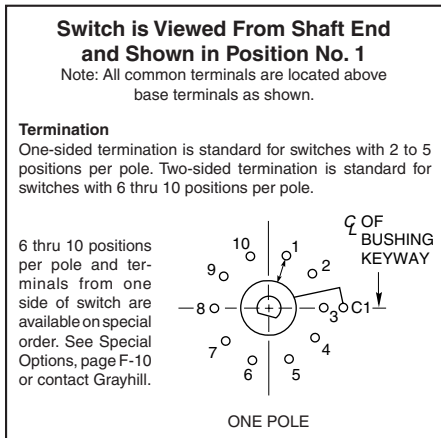 Switch is Viewed From Shaft End
and Shown in Position No. 1
Note: All common terminals are located above
base terminals as shown.
Termination
One-sided termination is standard for switches with 2 to 5
positions per pole. Two-sided termination is standard for
switches with 6 thru 10 positions per pole.
6 thru 10 positions
per pole and ter-
minals from one
side of switch are
available on special
order. See Special
Options, page F-10
or contact Grayhill.
℄ OF
BUSHING
KEYWAY
10
1
9
2
8
3
C1
7
4
6
5
ONE POLE